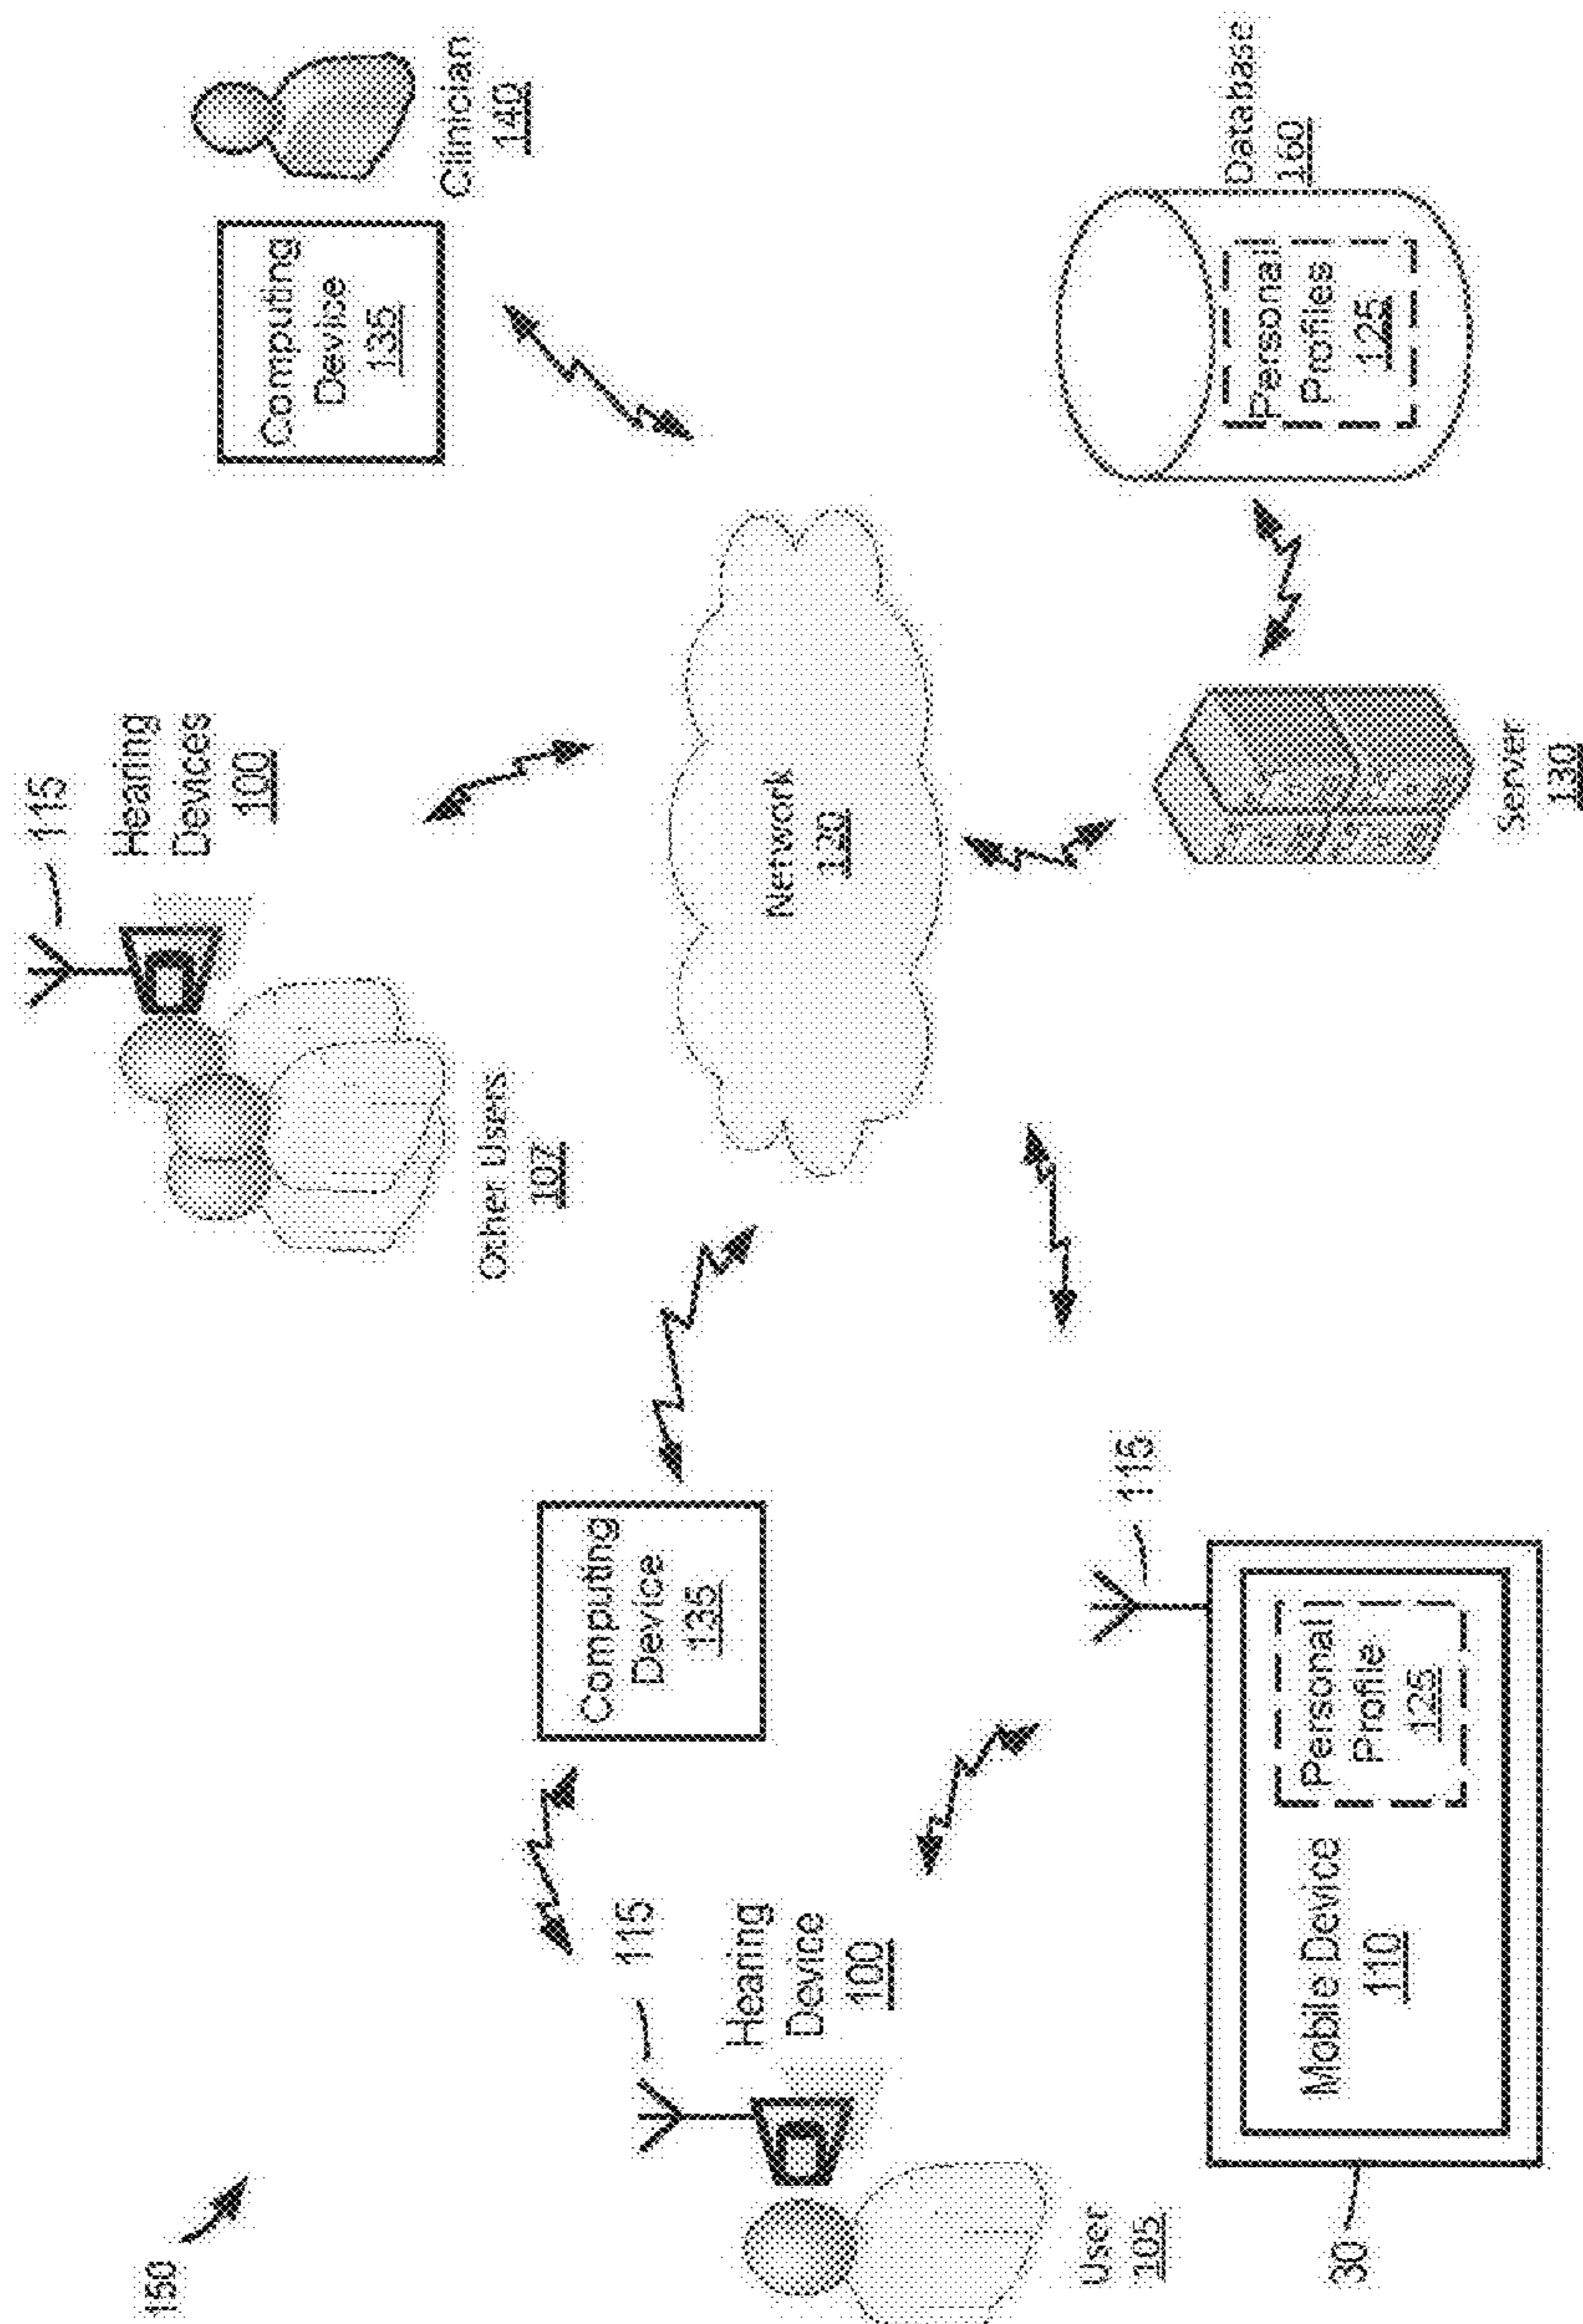 150
115
Hearing
Devices
100
Other Users
107
Clinician
140
Computing
Device
135
Computing
Device
135
115
Hearing
Device
100
User
105
Network
120
115
Mobile Device
110
Personal
Profile
125
30
Server
130
Database
160
Personal
Profiles
125